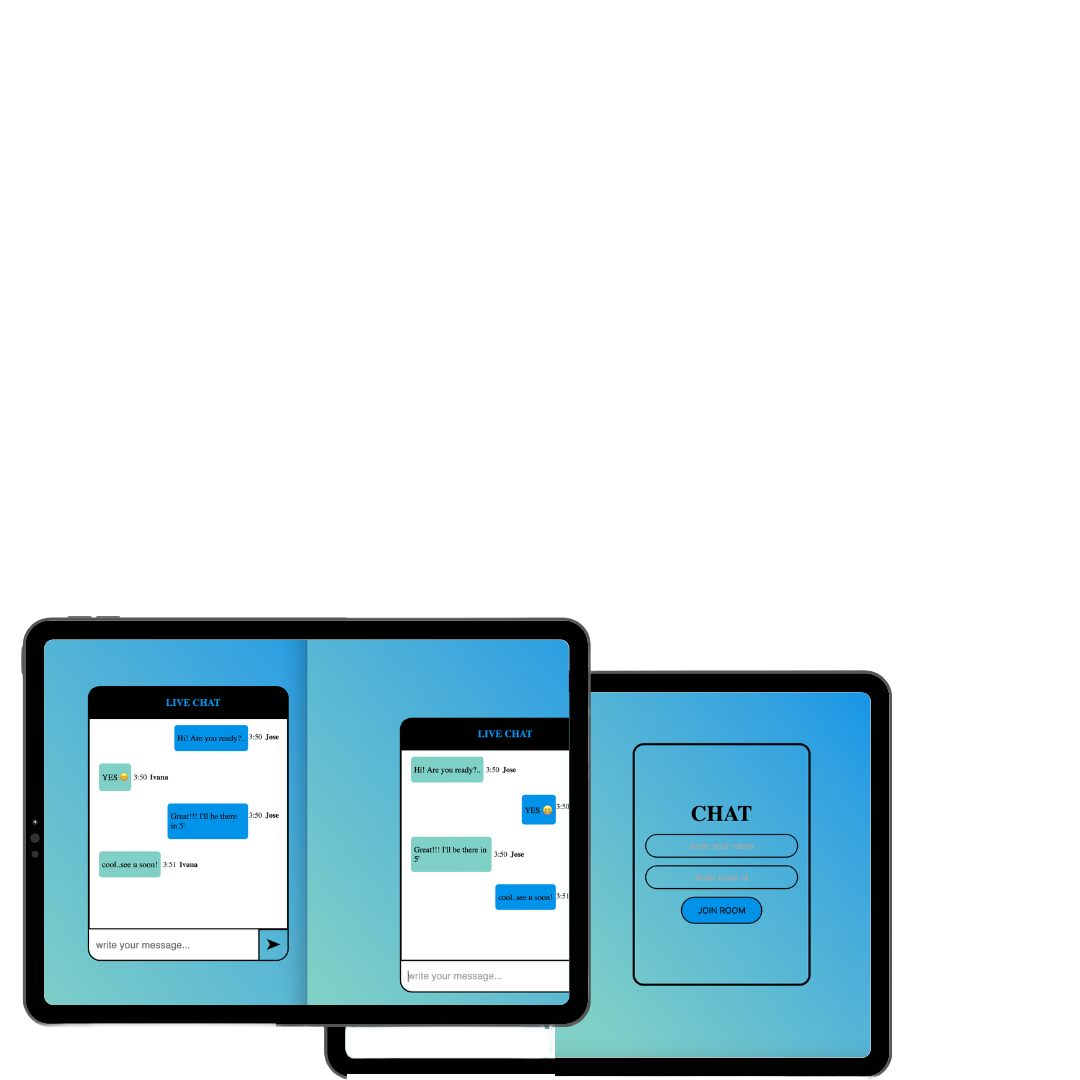 LIVE CHAT
Hi! Are you ready?..
3:50 Jose
YES 😄
3:50 Ivana
Great!!! I'll be there
in 5'
3:50 Jose
cool..see u soon!
3:51 Ivana
write your message...
LIVE CHAT
Hi! Are you ready?..
3:50 Jose
YES 😄
3:50
Great!!! I'll be there in
5'
3:50 Jose
cool..see u soon!
3:51
write your message...
CHAT
enter your name
enter room id
JOIN ROOM